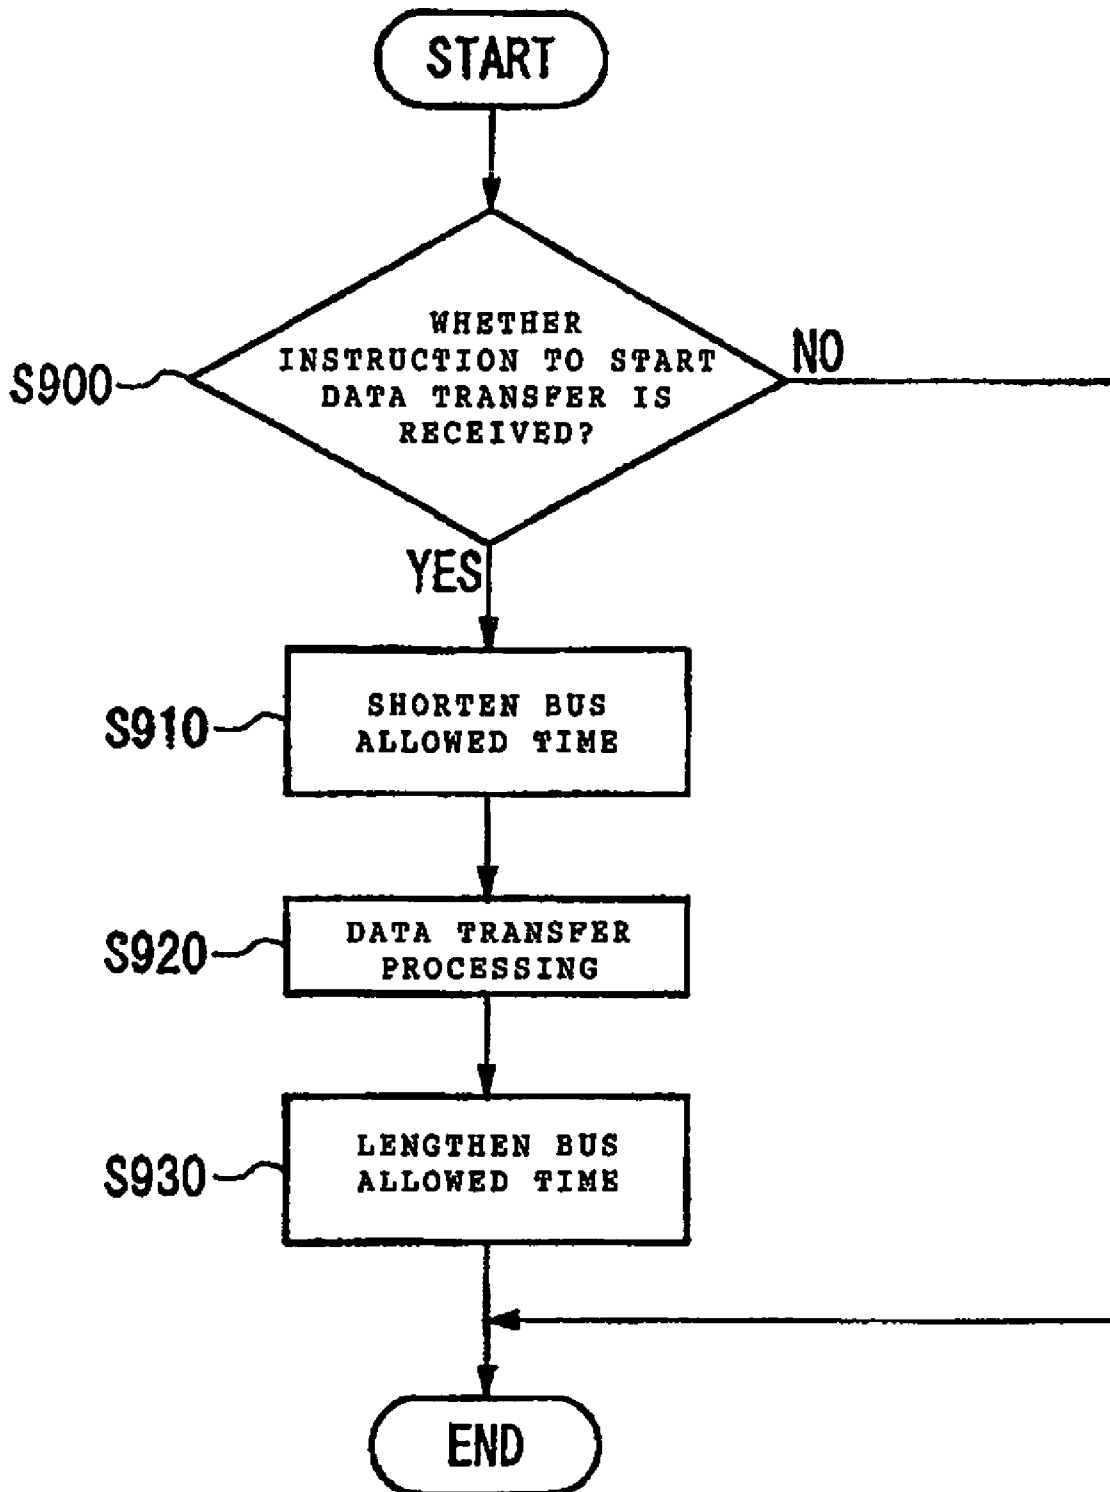 START
WHETHER
INSTRUCTION TO START
DATA TRANSFER IS
RECEIVED?
NO
S900
YES
S910
SHORTEN BUS
ALLOWED TIME
S920
DATA TRANSFER
PROCESSING
S930
LENGTHEN BUS
ALLOWED TIME
END